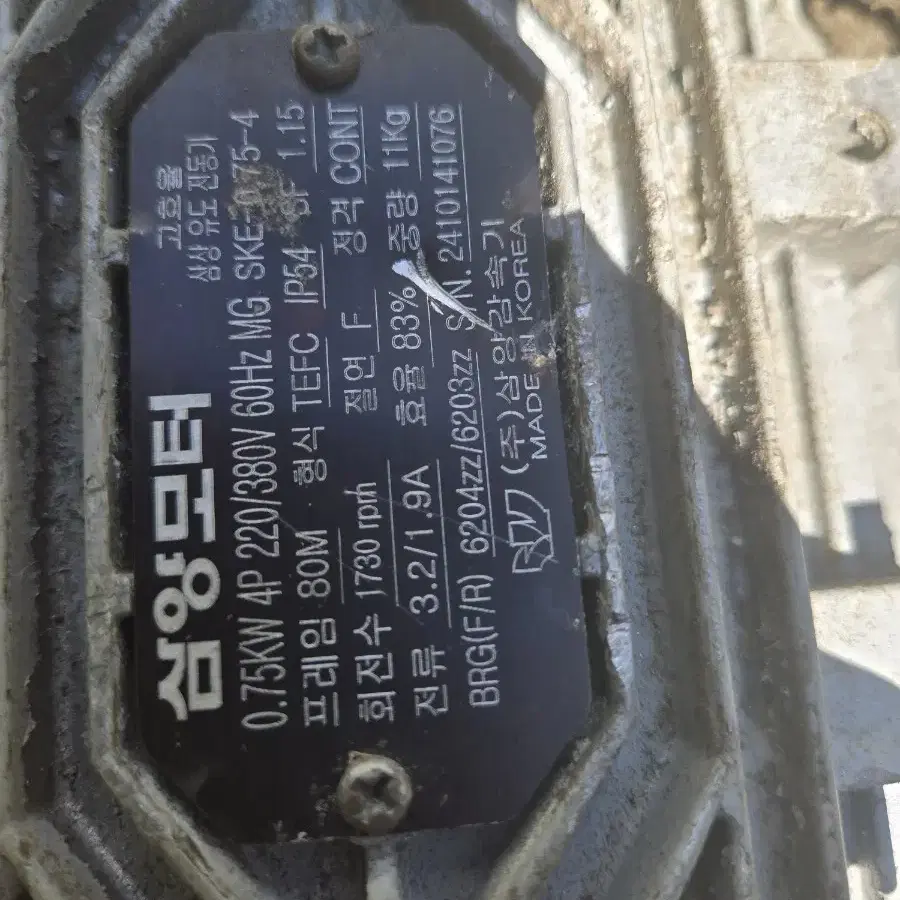 삼양모터
고효율
삼상 유도 전동기
0.75KW 4P 220/380V 60Hz MG. SKE-075-4
프레임 80M 형식 TEFC IP54 SF 1.15
회전수 1730 rpm 절연 F 정격 CONT
전류 3.2/1.9A 효율 83% 중량 11Kg
BRG(F/R) 6204zz/6203zz S/N. 2410141076
(주)삼양감속기
MADE IN KOREA